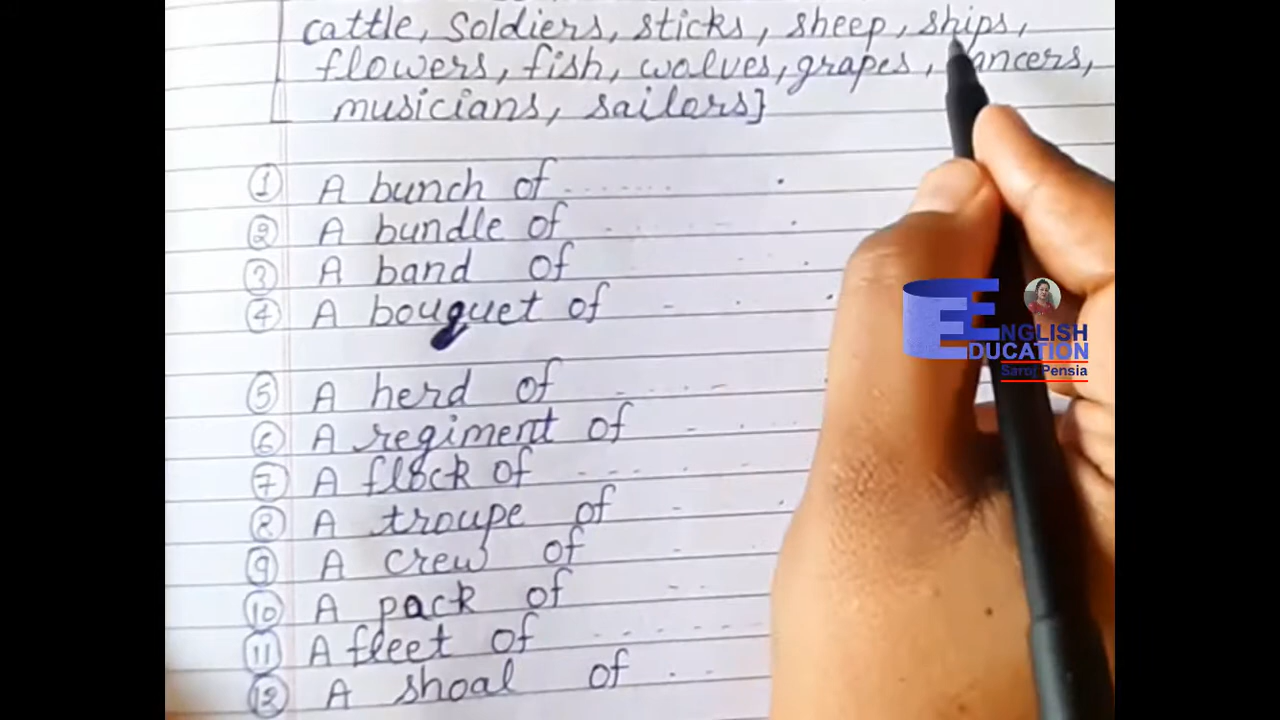 cattle, soldiers, sticks, sheep, ships,
flowers, fish, wolves, grapes, dancers,
musicians, sailors]
① A bunch of ......
② A bundle of
③ A band of
④ A bouquet of
⑤ A herd of
⑥ A regiment of
⑦ A flock of
⑧ A troupe of
⑨ A crew of
⑩ A pack of
⑪ A fleet of
⑫ A shoal of
ENGLISH
EDUCATION
Saroj Pensia